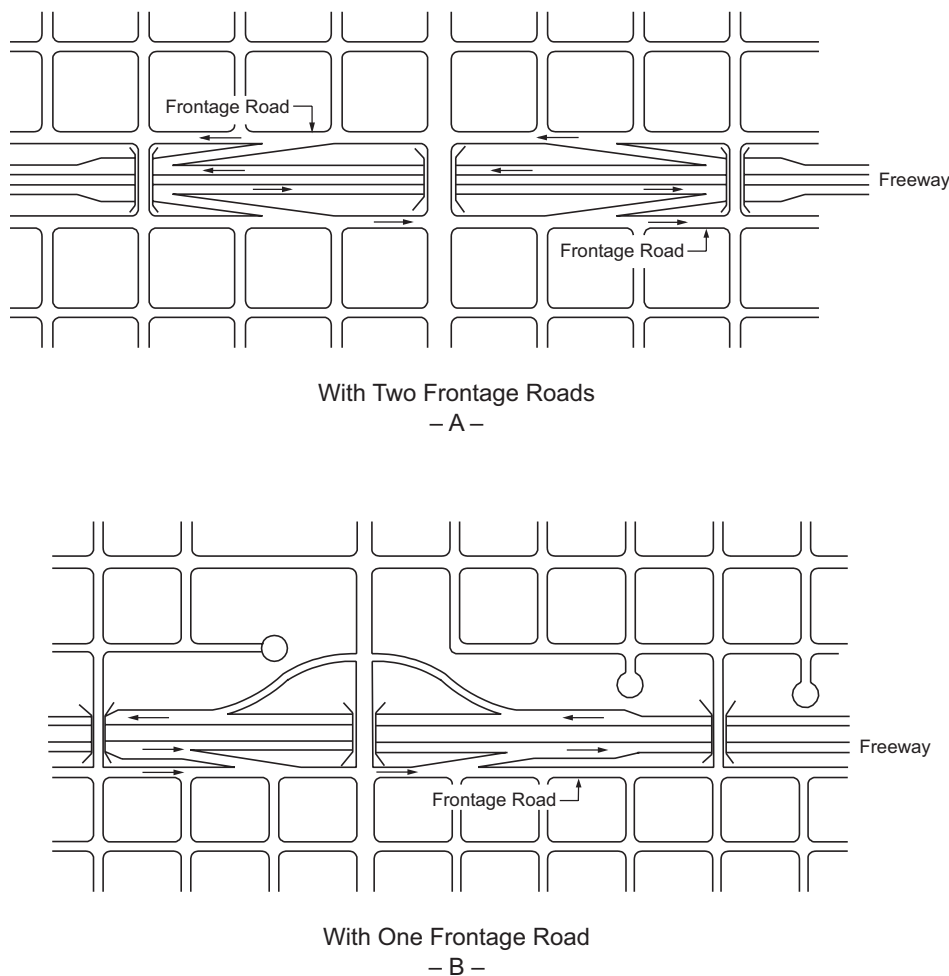 Frontage Road
Freeway
Frontage Road
With Two Frontage Roads
– A –
Freeway
Frontage Road
With One Frontage Road
– B –